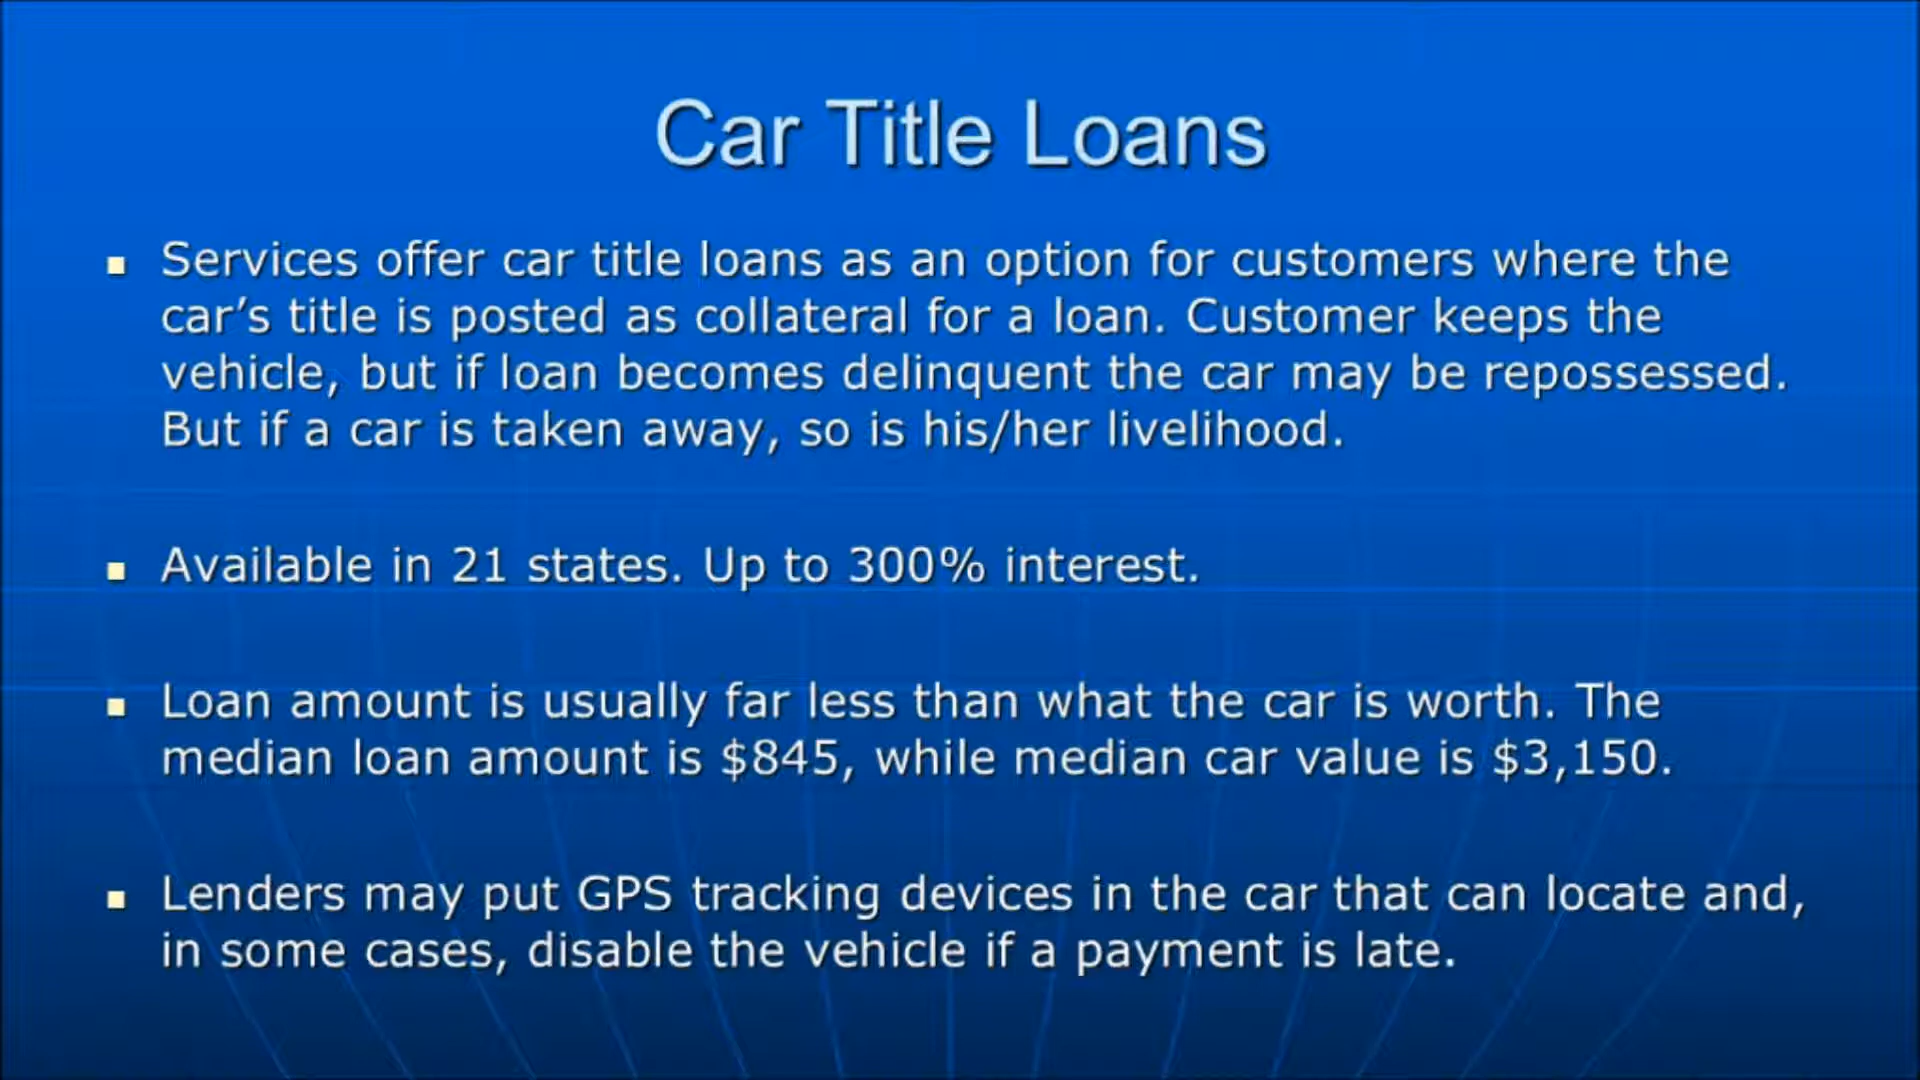 Car Title Loans
▪ Services offer car title loans as an option for customers where the
car’s title is posted as collateral for a loan. Customer keeps the
vehicle, but if loan becomes delinquent the car may be repossessed.
But if a car is taken away, so is his/her livelihood.
▪ Available in 21 states. Up to 300% interest.
▪ Loan amount is usually far less than what the car is worth. The
median loan amount is $845, while median car value is $3,150.
▪ Lenders may put GPS tracking devices in the car that can locate and,
in some cases, disable the vehicle if a payment is late.